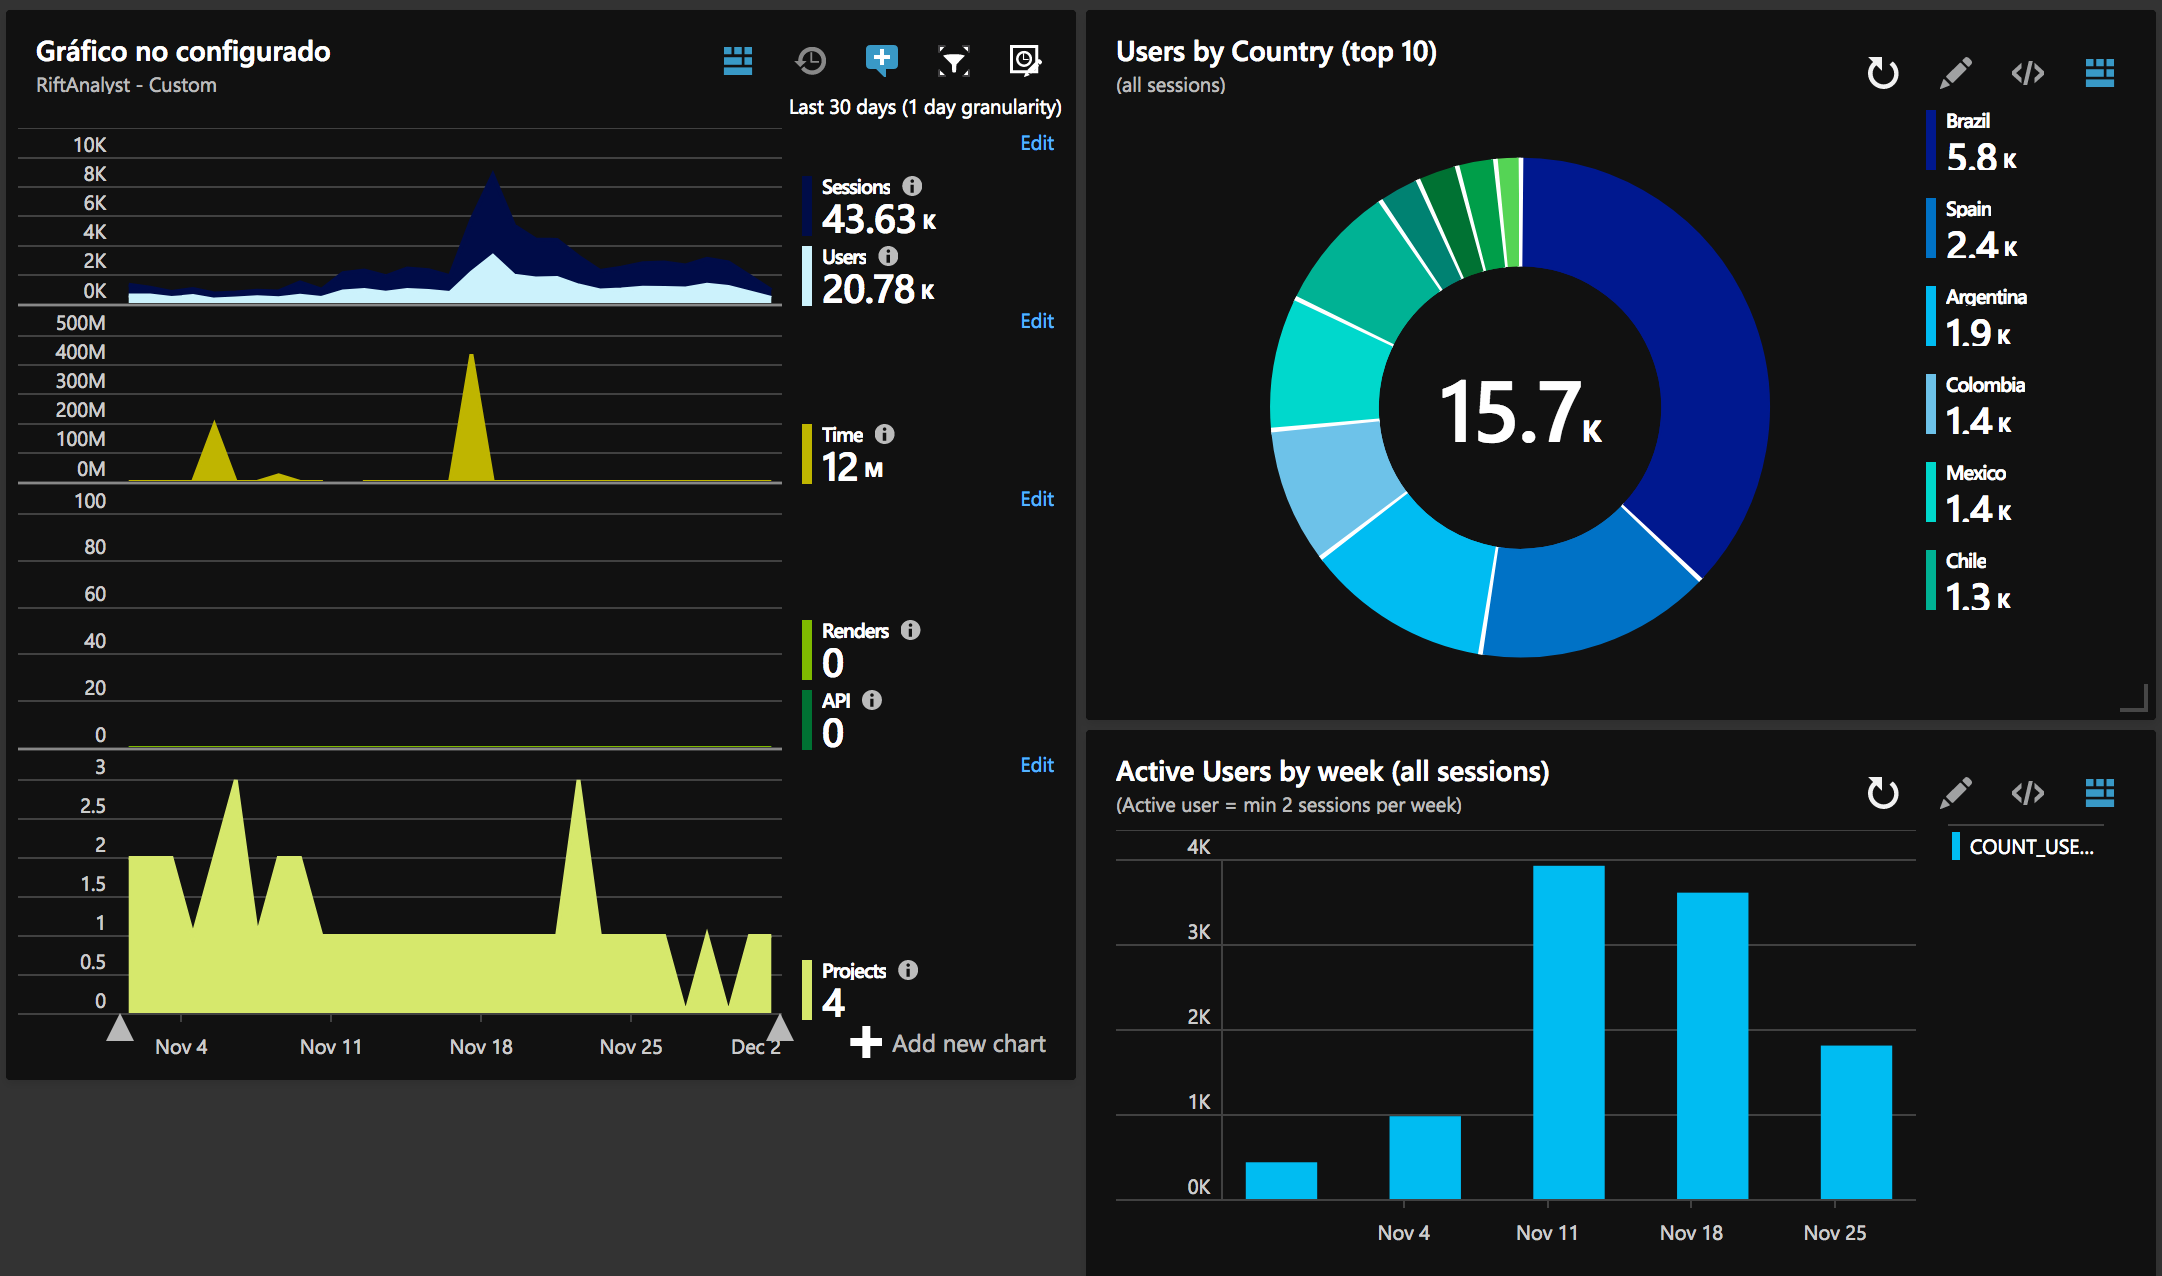 Gráfico no configurado
RiftAnalyst - Custom
Last 30 days (1 day granularity)
Edit
10K
8K
6K
4K
2K
0K
Sessions
43.63 K
Users
20.78 K
Edit
500M
400M
300M
200M
100M
0M
Time
12 M
Edit
100
80
60
40
20
0
Renders
0
API
0
Edit
3
2.5
2
1.5
1
0.5
0
Projects
4
Nov 4
Nov 11
Nov 18
Nov 25
Dec 2
Add new chart
Users by Country (top 10)
(all sessions)
15.7 K
Brazil
5.8 K
Spain
2.4 K
Argentina
1.9 K
Colombia
1.4 K
Mexico
1.4 K
Chile
1.3 K
Active Users by week (all sessions)
(Active user = min 2 sessions per week)
COUNT_USE...
4K
3K
2K
1K
0K
Nov 4
Nov 11
Nov 18
Nov 25